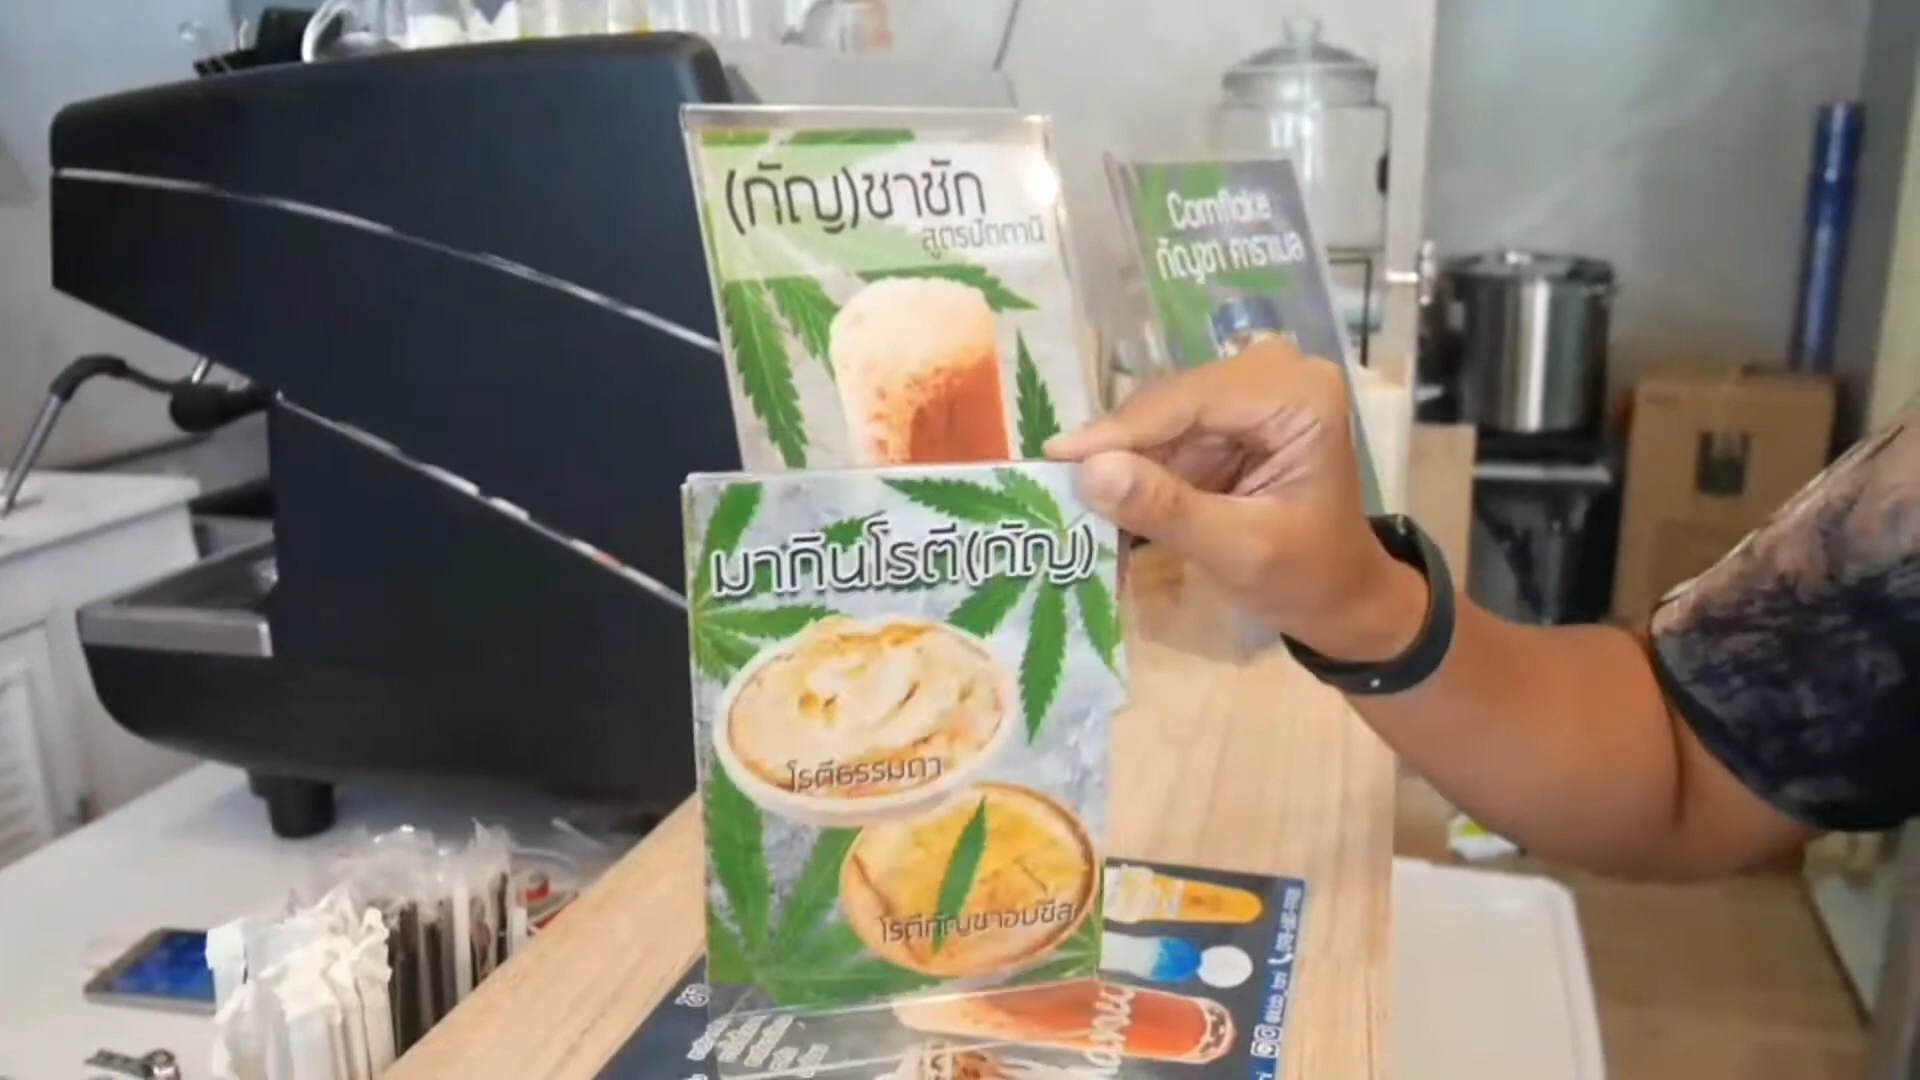 (กัญ)ชาชัก
สูตรปัตตานี
Cornflake
กัญชา คาราเมล
มากินโรตี(กัญ)
โรตีธรรมดา
โรตีกัญชาอบชีส